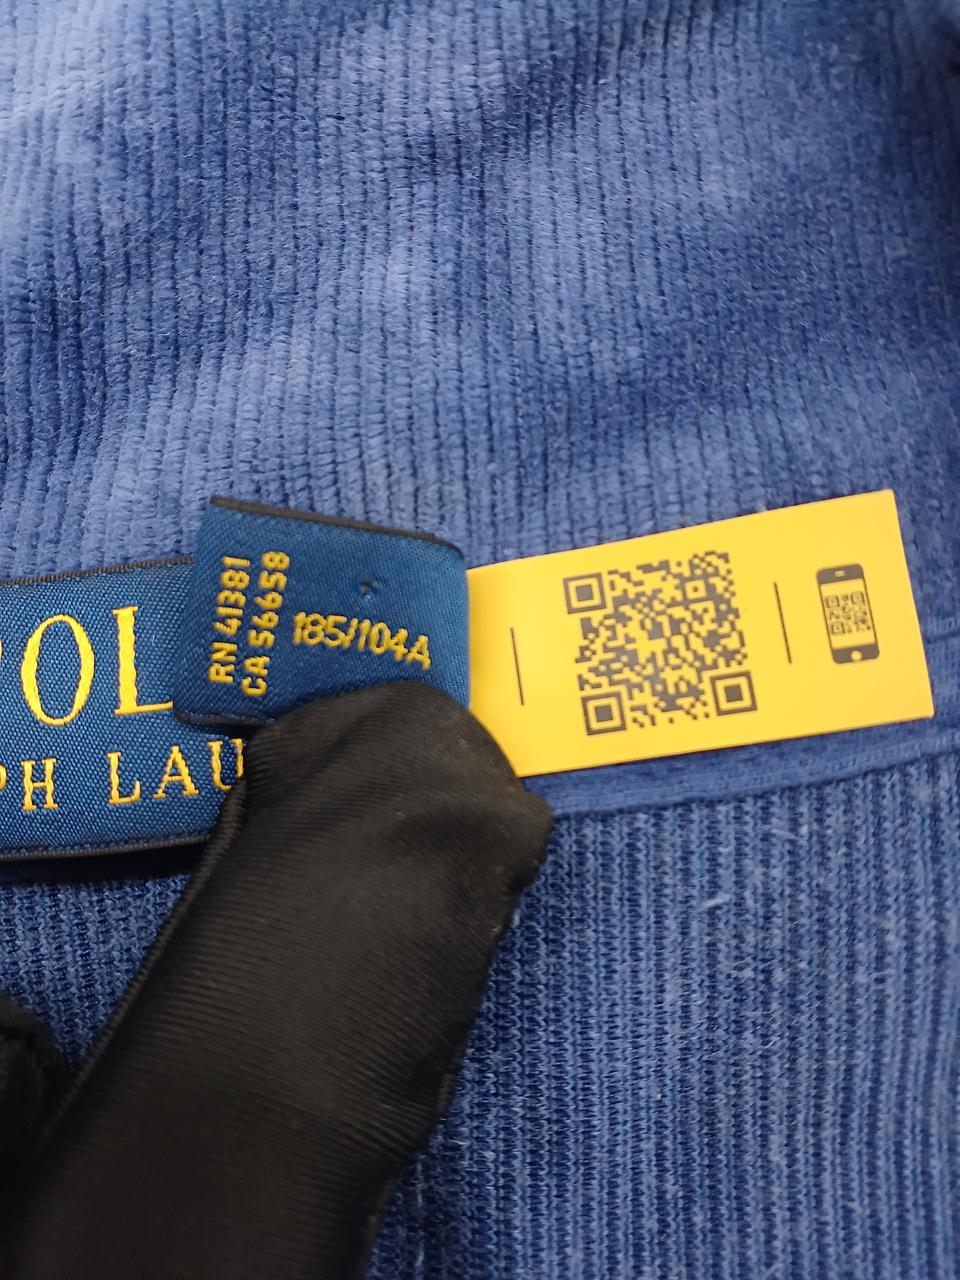 POL
PH LAU
RN 41381
CA 56658
185/104A